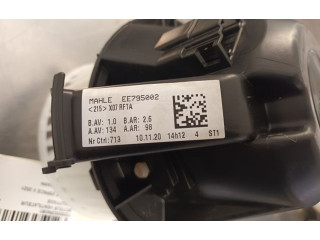 MAHLE EE795002
<215> X07 RFTA
B.AV: 1.0 B.AR: 2.6
A.AV: 134 A.AR: 98
Nr Ctrl:713 10.11.20 14h12 4 ST1